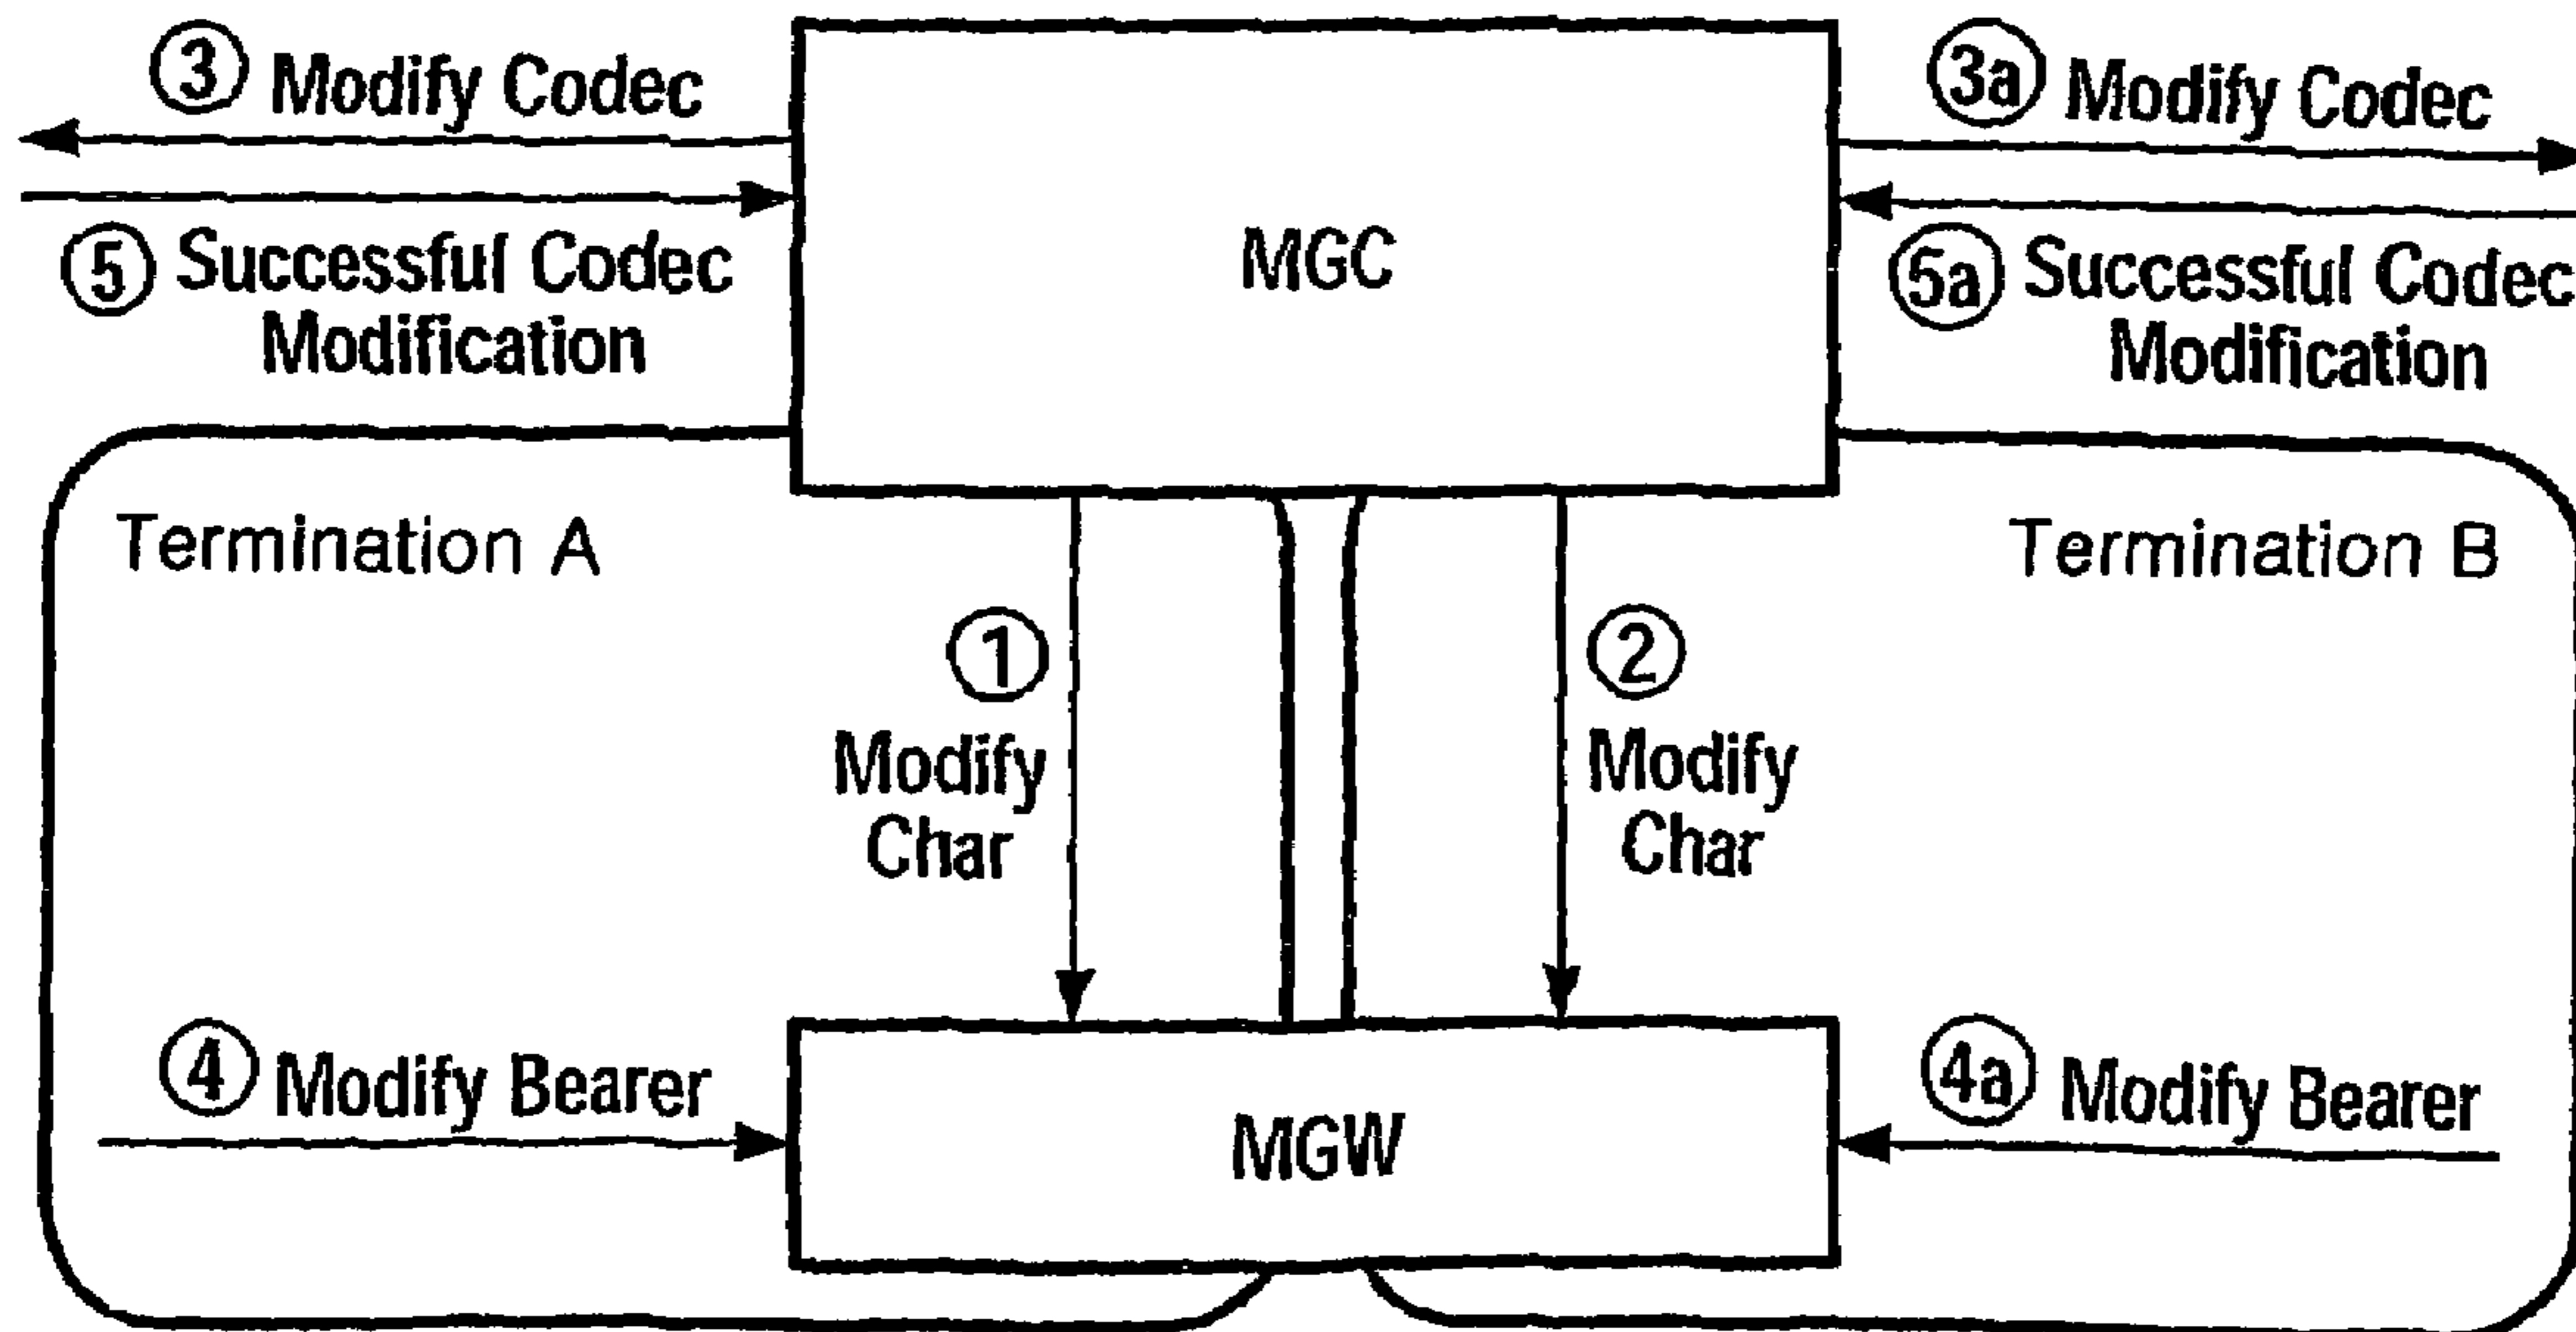 3 Modify Codec
3a Modify Codec
MGC
5 Successful Codec
Modification
5a Successful Codec
Modification
Termination A
Termination B
1
Modify
Char
2
Modify
Char
4 Modify Bearer
4a Modify Bearer
MGW